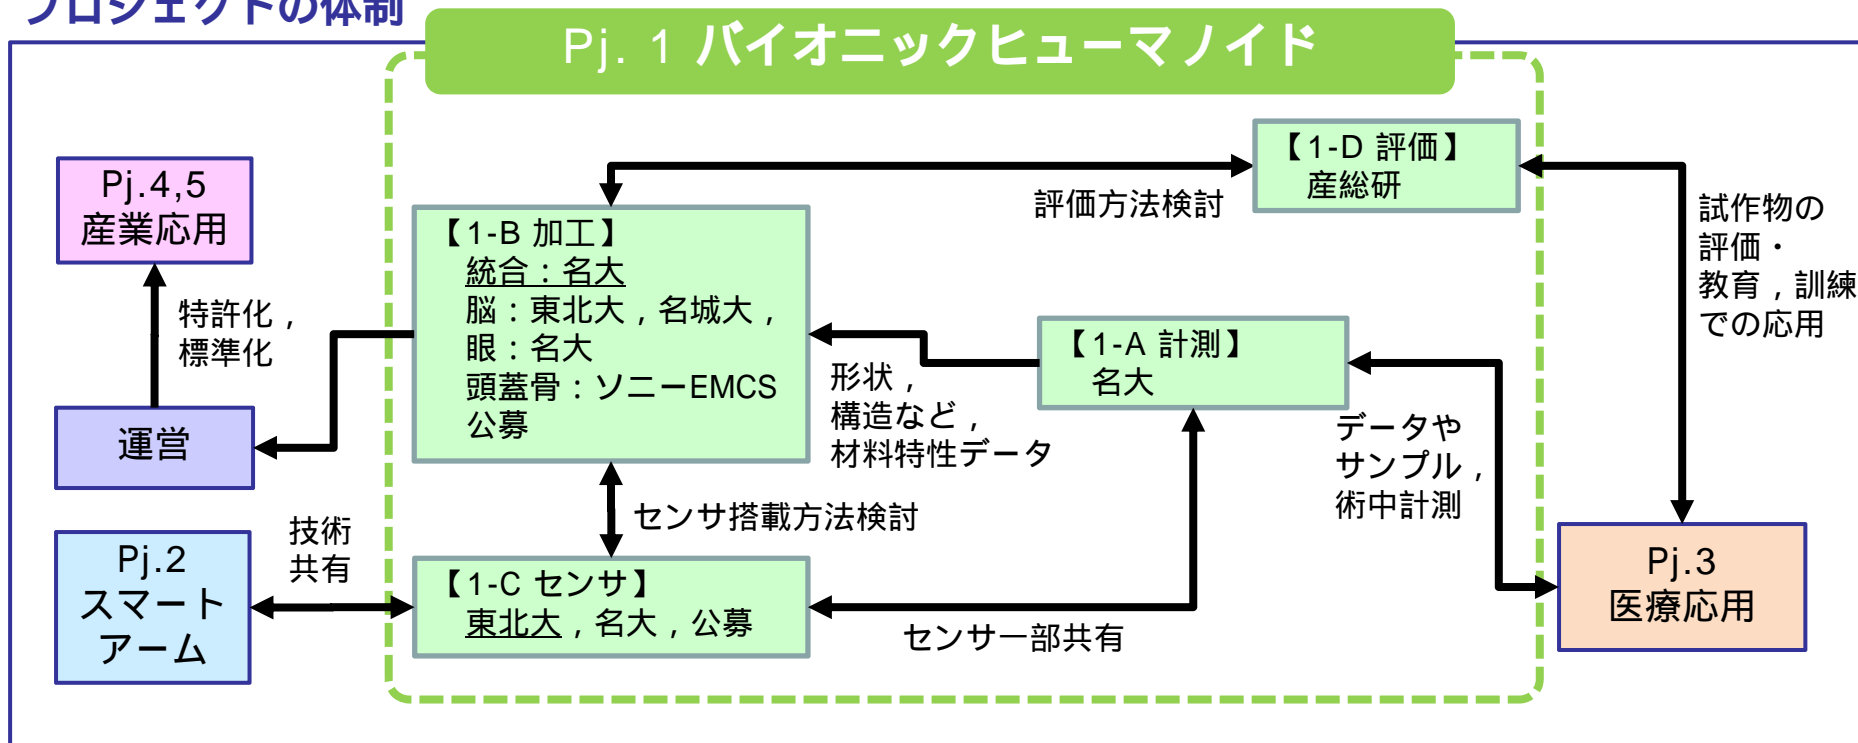 プロジェクトの体制
Pj. 1 バイオニックヒューマノイド
【1-D 評価】
産総研
評価方法検討
試作物の
評価・
教育，訓練
での応用
Pj.4,5
産業応用
特許化，
標準化
運営
【1-B 加工】
統合：名大
脳：東北大，名城大，
眼：名大
頭蓋骨：ソニーEMCS
公募
形状，
構造など，
材料特性データ
【1-A 計測】
名大
データや
サンプル，
術中計測
センサ搭載方法検討
技術
共有
Pj.2
スマート
アーム
【1-C センサ】
東北大，名大，公募
センサ一部共有
Pj.3
医療応用